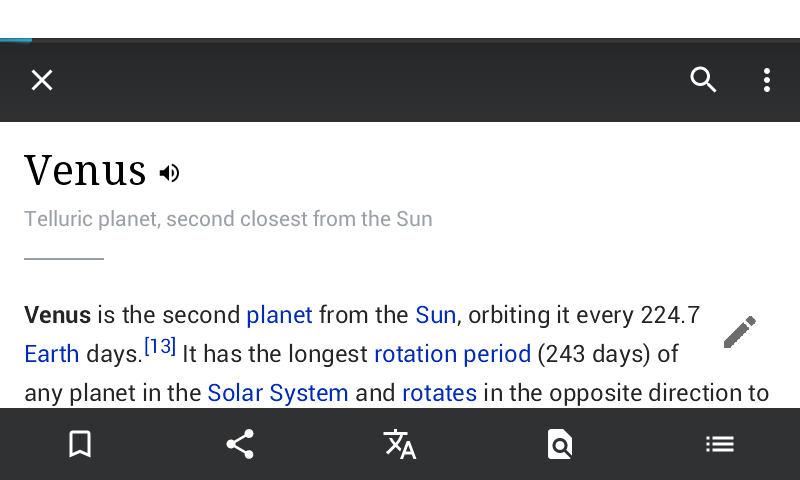 Venus
Telluric planet, second closest from the Sun
Venus is the second planet from the Sun, orbiting it every 224.7
Earth days.[13] It has the longest rotation period (243 days) of
any planet in the Solar System and rotates in the opposite direction to